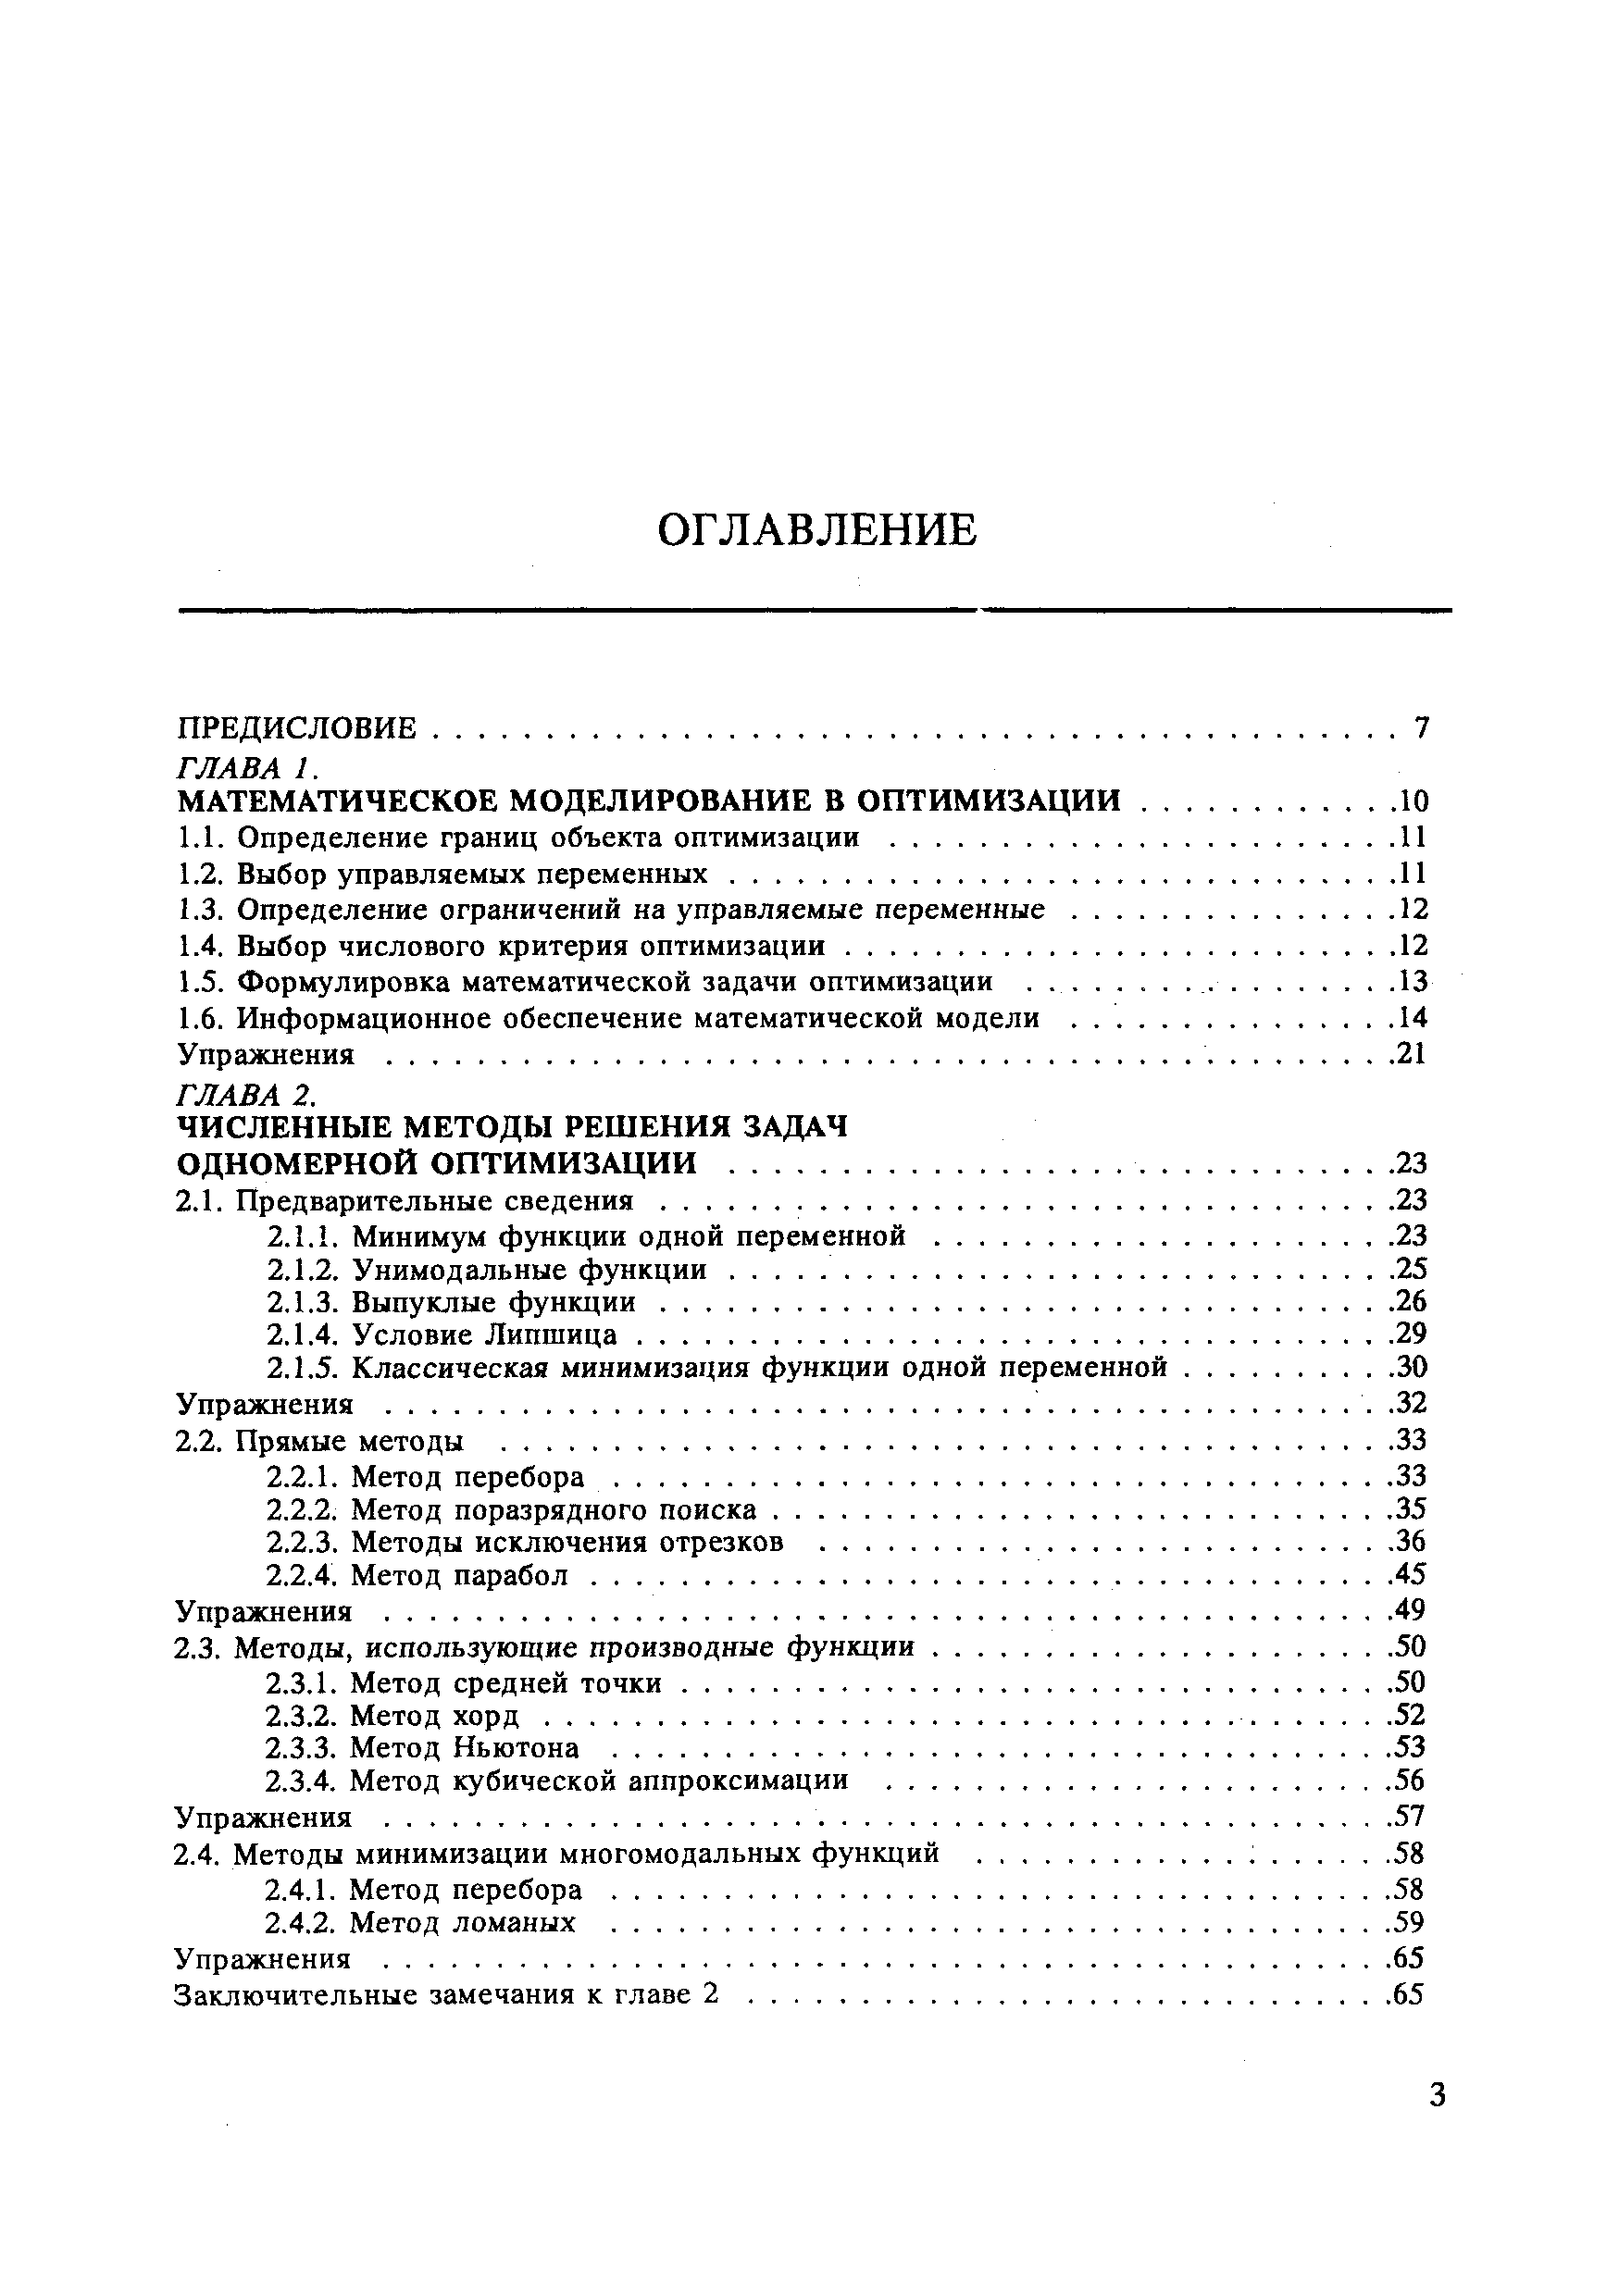 ОГЛАВЛЕНИЕ
ПРЕДИСЛОВИЕ . . . . . . . . . . 7
ГЛАВА 1.
МАТЕМАТИЧЕСКОЕ МОДЕЛИРОВАНИЕ В ОПТИМИЗАЦИИ . . . . . . . . . . 10
1.1. Определение границ объекта оптимизации . . . . . . . . . . 11
1.2. Выбор управляемых переменных . . . . . . . . . . 11
1.3. Определение ограничений на управляемые переменные . . . . . . . . . . 12
1.4. Выбор числового критерия оптимизации . . . . . . . . . . 12
1.5. Формулировка математической задачи оптимизации . . . . . . . . . . 13
1.6. Информационное обеспечение математической модели . . . . . . . . . . 14
Упражнения . . . . . . . . . . 21
ГЛАВА 2.
ЧИСЛЕННЫЕ МЕТОДЫ РЕШЕНИЯ ЗАДАЧ
ОДНОМЕРНОЙ ОПТИМИЗАЦИИ . . . . . . . . . . 23
2.1. Предварительные сведения . . . . . . . . . . 23
2.1.1. Минимум функции одной переменной . . . . . . . . . . 23
2.1.2. Унимодальные функции . . . . . . . . . . 25
2.1.3. Выпуклые функции . . . . . . . . . . 26
2.1.4. Условие Липшица . . . . . . . . . . 29
2.1.5. Классическая минимизация функции одной переменной . . . . . . . . . . 30
Упражнения . . . . . . . . . . 32
2.2. Прямые методы . . . . . . . . . . 33
2.2.1. Метод перебора . . . . . . . . . . 33
2.2.2. Метод поразрядного поиска . . . . . . . . . . 35
2.2.3. Методы исключения отрезков . . . . . . . . . . 36
2.2.4. Метод парабол . . . . . . . . . . 45
Упражнения . . . . . . . . . . 49
2.3. Методы, использующие производные функции . . . . . . . . . . 50
2.3.1. Метод средней точки . . . . . . . . . . 50
2.3.2. Метод хорд . . . . . . . . . . 52
2.3.3. Метод Ньютона . . . . . . . . . . 53
2.3.4. Метод кубической аппроксимации . . . . . . . . . . 56
Упражнения . . . . . . . . . . 57
2.4. Методы минимизации многомодальных функций . . . . . . . . . . 58
2.4.1. Метод перебора . . . . . . . . . . 58
2.4.2. Метод ломаных . . . . . . . . . . 59
Упражнения . . . . . . . . . . 65
Заключительные замечания к главе 2 . . . . . . . . . . 65
3